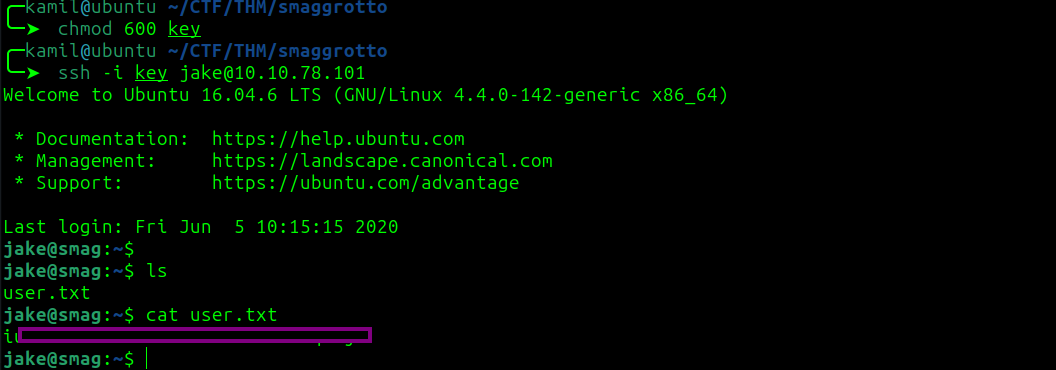 kamil@ubuntu ~/CTF/THM/smaggrotto
➤ chmod 600 key
kamil@ubuntu ~/CTF/THM/smaggrotto
➤ ssh -i key jake@10.10.78.101
Welcome to Ubuntu 16.04.6 LTS (GNU/Linux 4.4.0-142-generic x86_64)
* Documentation: https://help.ubuntu.com
* Management: https://landscape.canonical.com
* Support: https://ubuntu.com/advantage
Last login: Fri Jun 5 10:15:15 2020
jake@smag:~$
jake@smag:~$ ls
user.txt
jake@smag:~$ cat user.txt
jake@smag:~$